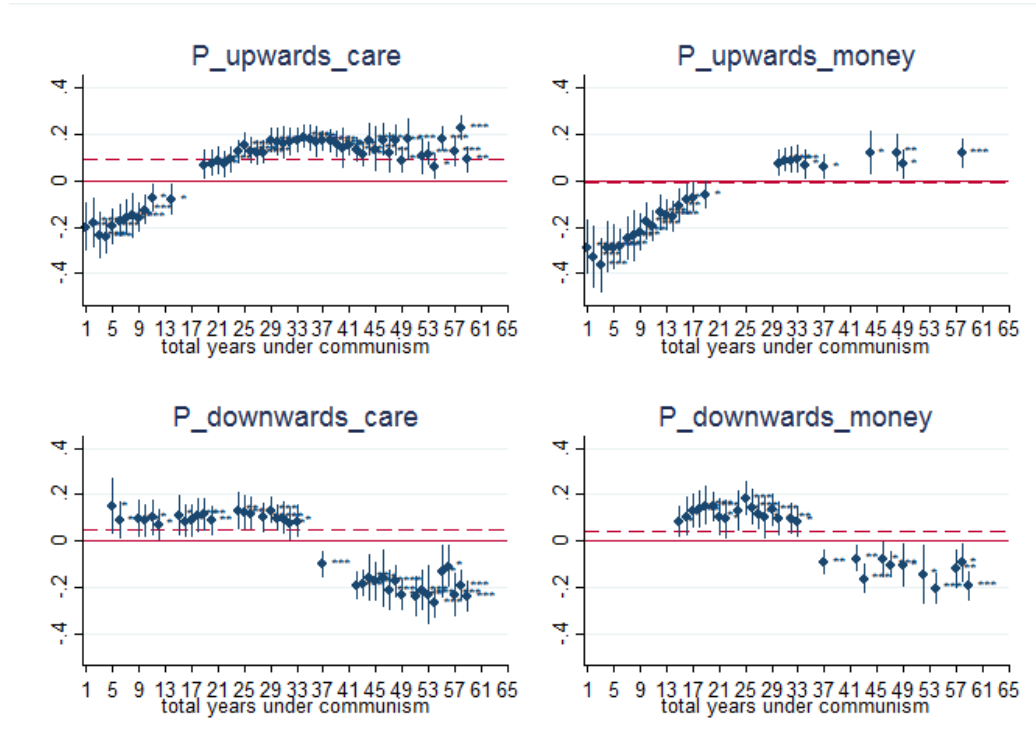 P_upwards_care
.4
.2
0
-.2
-.4
1 5 9 13 17 21 25 29 33 37 41 45 49 53 57 61 65
total years under communism
P_upwards_money
.4
.2
0
-.2
-.4
1 5 9 13 17 21 25 29 33 37 41 45 49 53 57 61 65
total years under communism
P_downwards_care
.4
.2
0
-.2
-.4
1 5 9 13 17 21 25 29 33 37 41 45 49 53 57 61 65
total years under communism
P_downwards_money
.4
.2
0
-.2
-.4
1 5 9 13 17 21 25 29 33 37 41 45 49 53 57 61 65
total years under communism